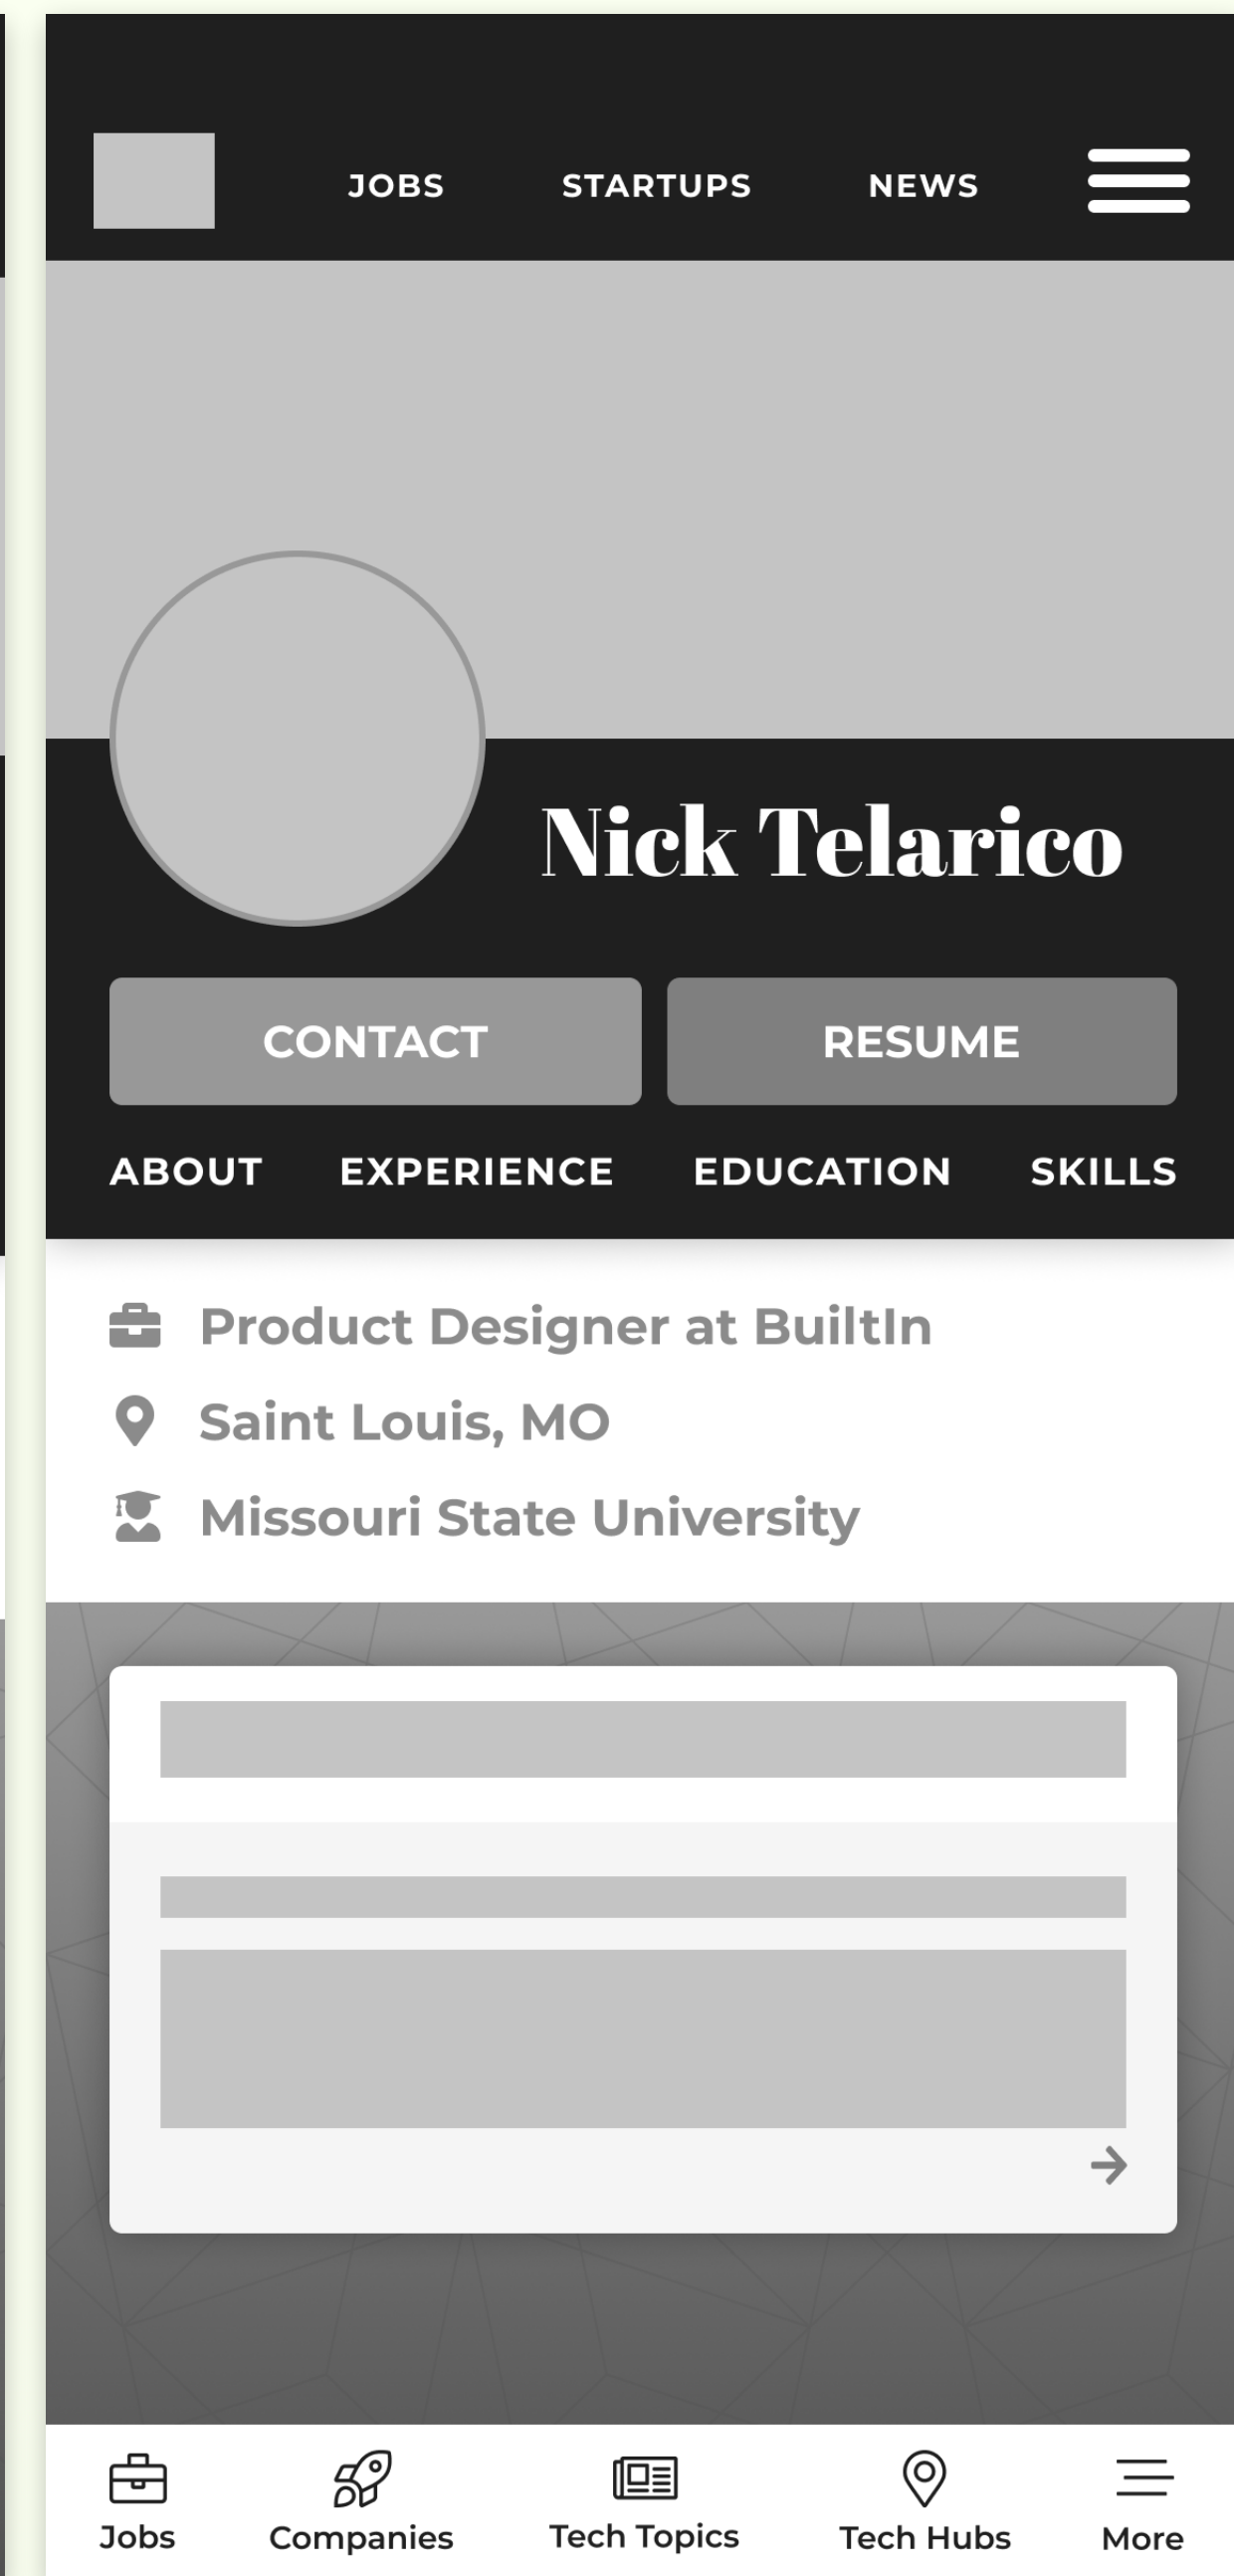 JOBS STARTUPS NEWS
Nick Telarico
CONTACT RESUME
ABOUT EXPERIENCE EDUCATION SKILLS
Product Designer at BuiltIn
Saint Louis, MO
Missouri State University
Jobs Companies Tech Topics Tech Hubs More